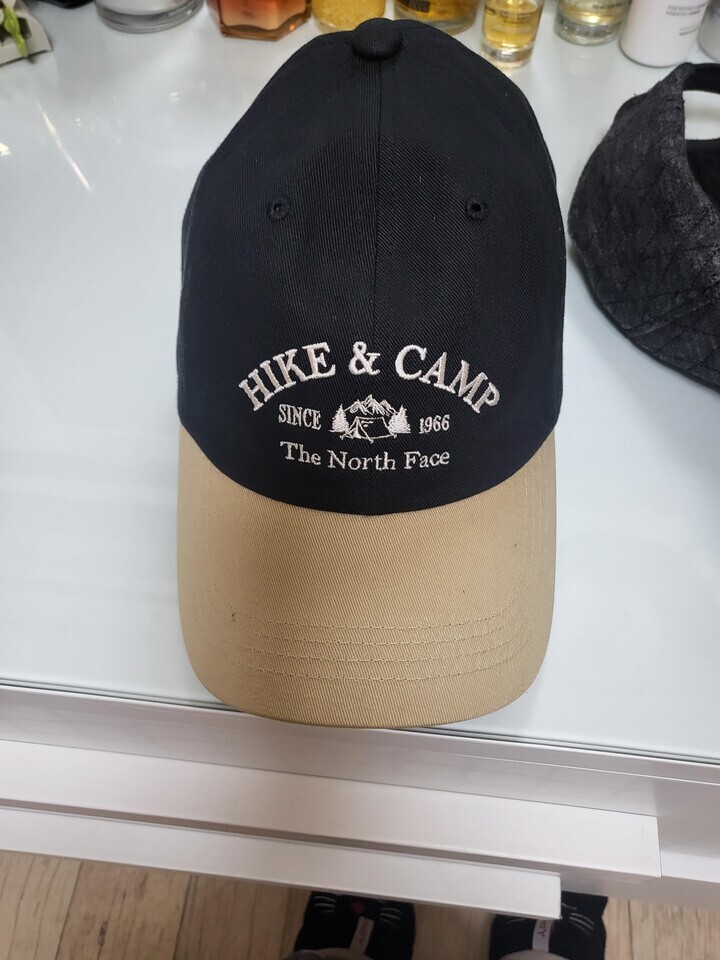 HIKE & CAMP
SINCE 1966
The North Face